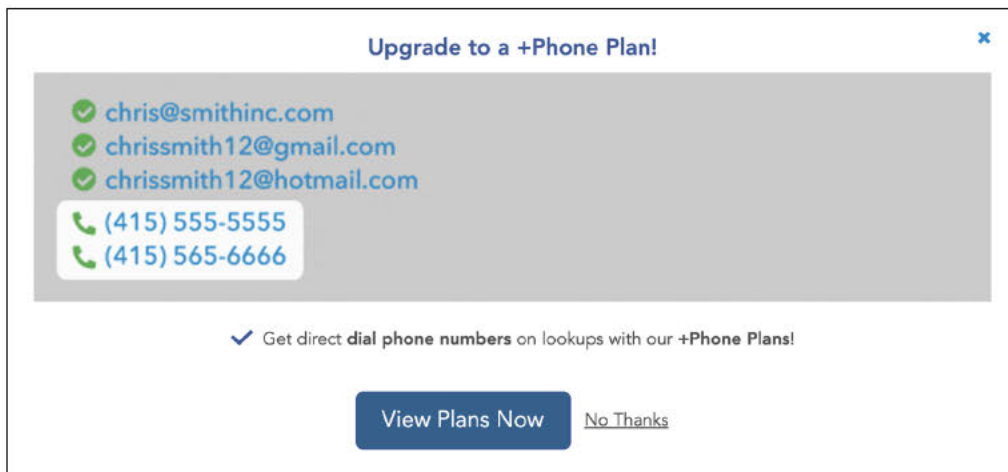 Upgrade to a +Phone Plan!
chris@smithinc.com
chrissmith12@gmail.com
chrissmith12@hotmail.com
(415) 555-5555
(415) 565-6666
Get direct dial phone numbers on lookups with our +Phone Plans!
View Plans Now
No Thanks